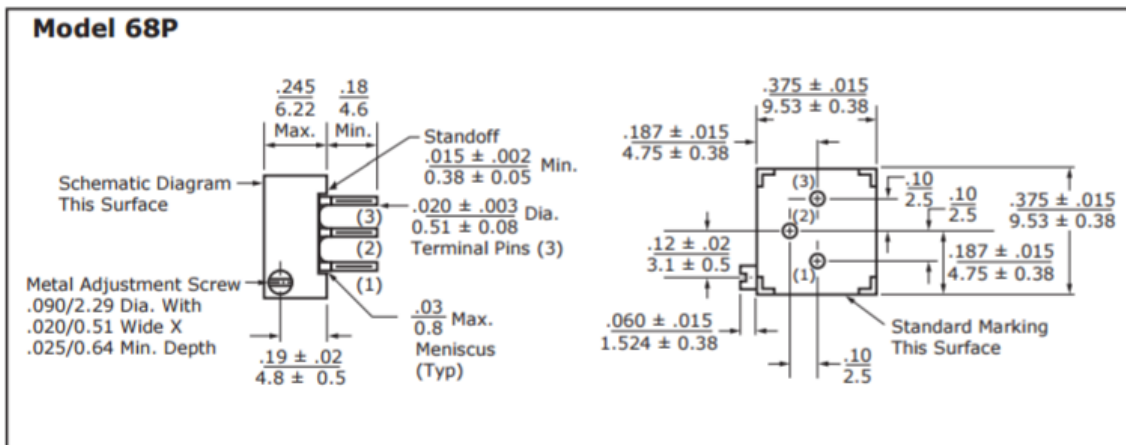 Model 68P
.245
6.22
Max.
.18
4.6
Min.
Standoff
.015 ± .002
0.38 ± 0.05
Min.
Schematic Diagram
This Surface
.020 ± .003
0.51 ± 0.08
Dia.
Terminal Pins (3)
(3)
(2)
(1)
Metal Adjustment Screw
.090/2.29 Dia. With
.020/0.51 Wide X
.025/0.64 Min. Depth
.03
0.8
Max.
Meniscus
(Typ)
.19 ± .02
4.8 ± 0.5
.375 ± .015
9.53 ± 0.38
.187 ± .015
4.75 ± 0.38
(3)
(2)
(1)
.10
2.5
.10
2.5
.375 ± .015
9.53 ± 0.38
.12 ± .02
3.1 ± 0.5
.187 ± .015
4.75 ± 0.38
.060 ± .015
1.524 ± 0.38
Standard Marking
This Surface
.10
2.5